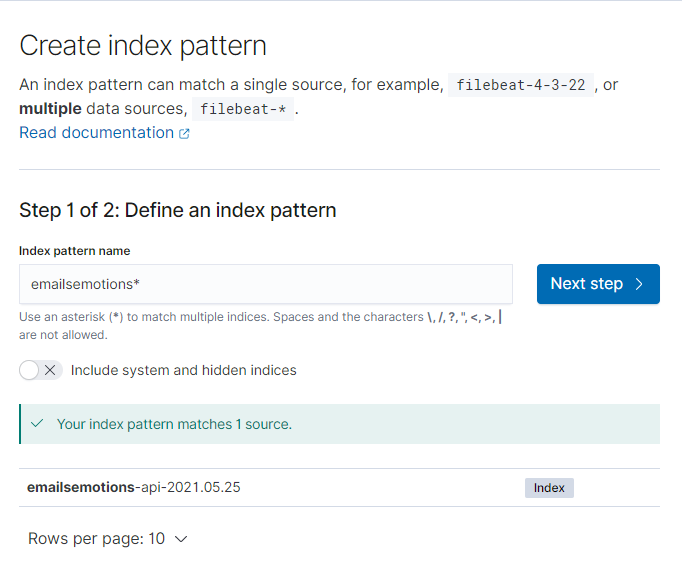 Create index pattern
An index pattern can match a single source, for example, filebeat-4-3-22 , or
multiple data sources, filebeat-* .
Read documentation
Step 1 of 2: Define an index pattern
Index pattern name
emailsemotions*
Next step
Use an asterisk (*) to match multiple indices. Spaces and the characters \, /, ?, ", <, >, |
are not allowed.
Include system and hidden indices
Your index pattern matches 1 source.
emailsemotions-api-2021.05.25
Index
Rows per page: 10